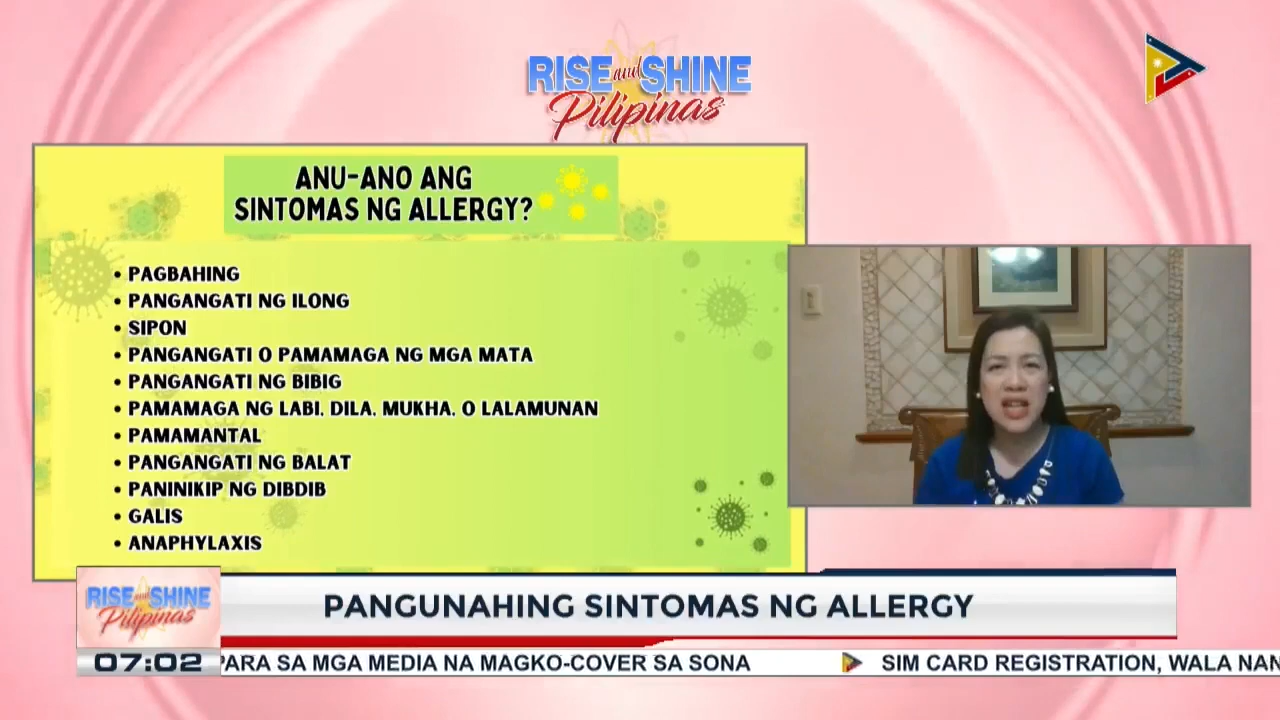 RISE and SHINE
Pilipinas
ANU-ANO ANG
SINTOMAS NG ALLERGY?
• PAGBAHING
• PANGANGATI NG ILONG
• SIPON
• PANGANGATI O PAMAMAGA NG MGA MATA
• PANGANGATI NG BIBIG
• PAMAMAGA NG LABI, DILA, MUKHA, O LALAMUNAN
• PAMAMANTAL
• PANGANGATI NG BALAT
• PANINIKIP NG DIBDIB
• GALIS
• ANAPHYLAXIS
RISE and SHINE
Pilipinas
PANGUNAHING SINTOMAS NG ALLERGY
07:02
PARA SA MGA MEDIA NA MAGKO-COVER SA SONA
SIM CARD REGISTRATION, WALA NAN